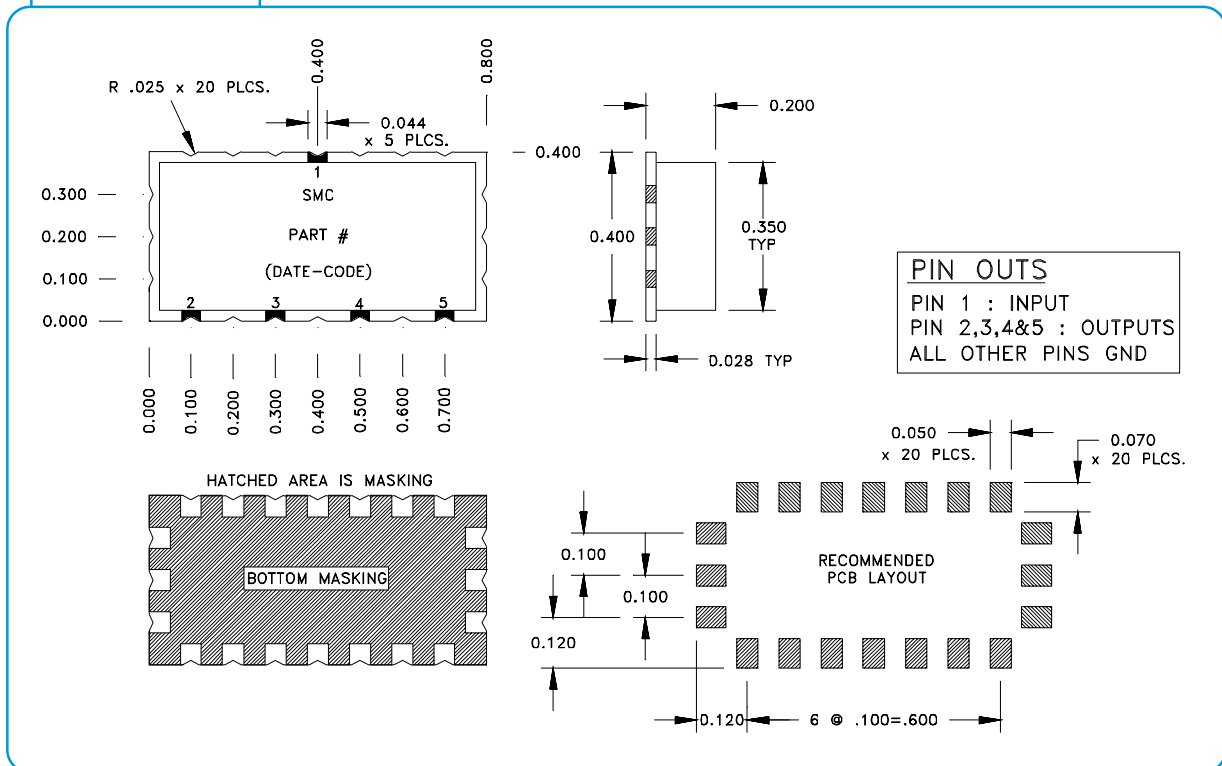 0.400
0.800
R .025 x 20 PLCS.
0.044
x 5 PLCS.
0.200
0.400
1
SMC
PART #
(DATE-CODE)
2 3 4 5
0.300
0.200
0.100
0.000
0.400
0.350
TYP
0.028 TYP
0.000
0.100
0.200
0.300
0.400
0.500
0.600
0.700
PIN OUTS
PIN 1 : INPUT
PIN 2,3,4&5 : OUTPUTS
ALL OTHER PINS GND
HATCHED AREA IS MASKING
BOTTOM MASKING
0.050
x 20 PLCS.
0.070
x 20 PLCS.
0.100
0.100
0.120
RECOMMENDED
PCB LAYOUT
0.120
6 @ .100=.600